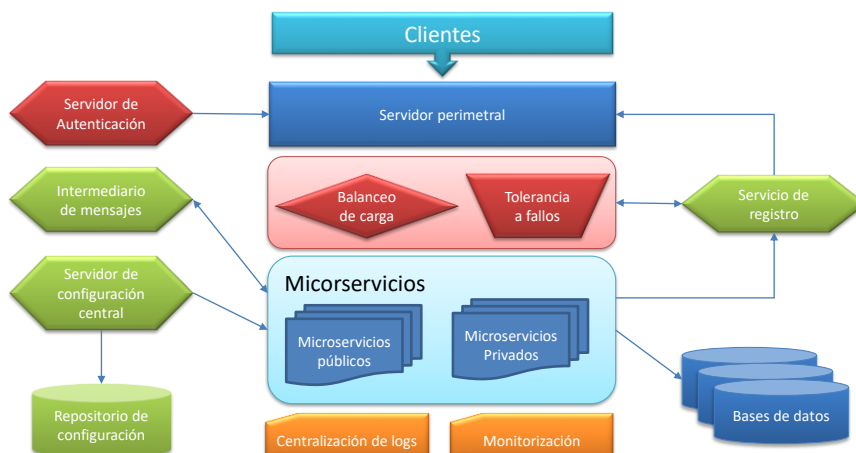 Clientes
Servidor de
Autenticación
Servidor perimetral
Intermediario
de mensajes
Balanceo
de carga
Tolerancia
a fallos
Servicio de
registro
Servidor de
configuración
central
Micorservicios
Microservicios
públicos
Microservicios
Privados
Repositorio de
configuración
Bases de datos
Centralización de logs
Monitorización